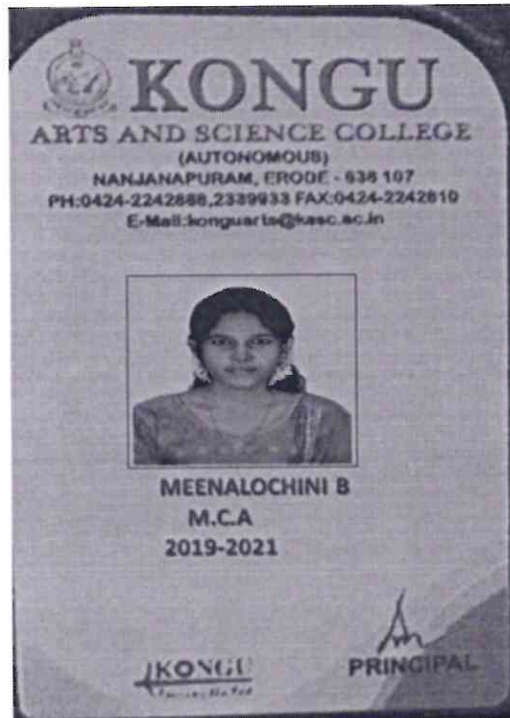 KONGU
ARTS AND SCIENCE COLLEGE
(AUTONOMOUS)
NANJANAPURAM, ERODE - 638 107
PH:0424-2242888,2339933 FAX:0424-2242810
E-Mail:konguarts@kasc.ac.in
MEENALOCHINI B
M.C.A
2019-2021
KONGU
PRINCIPAL